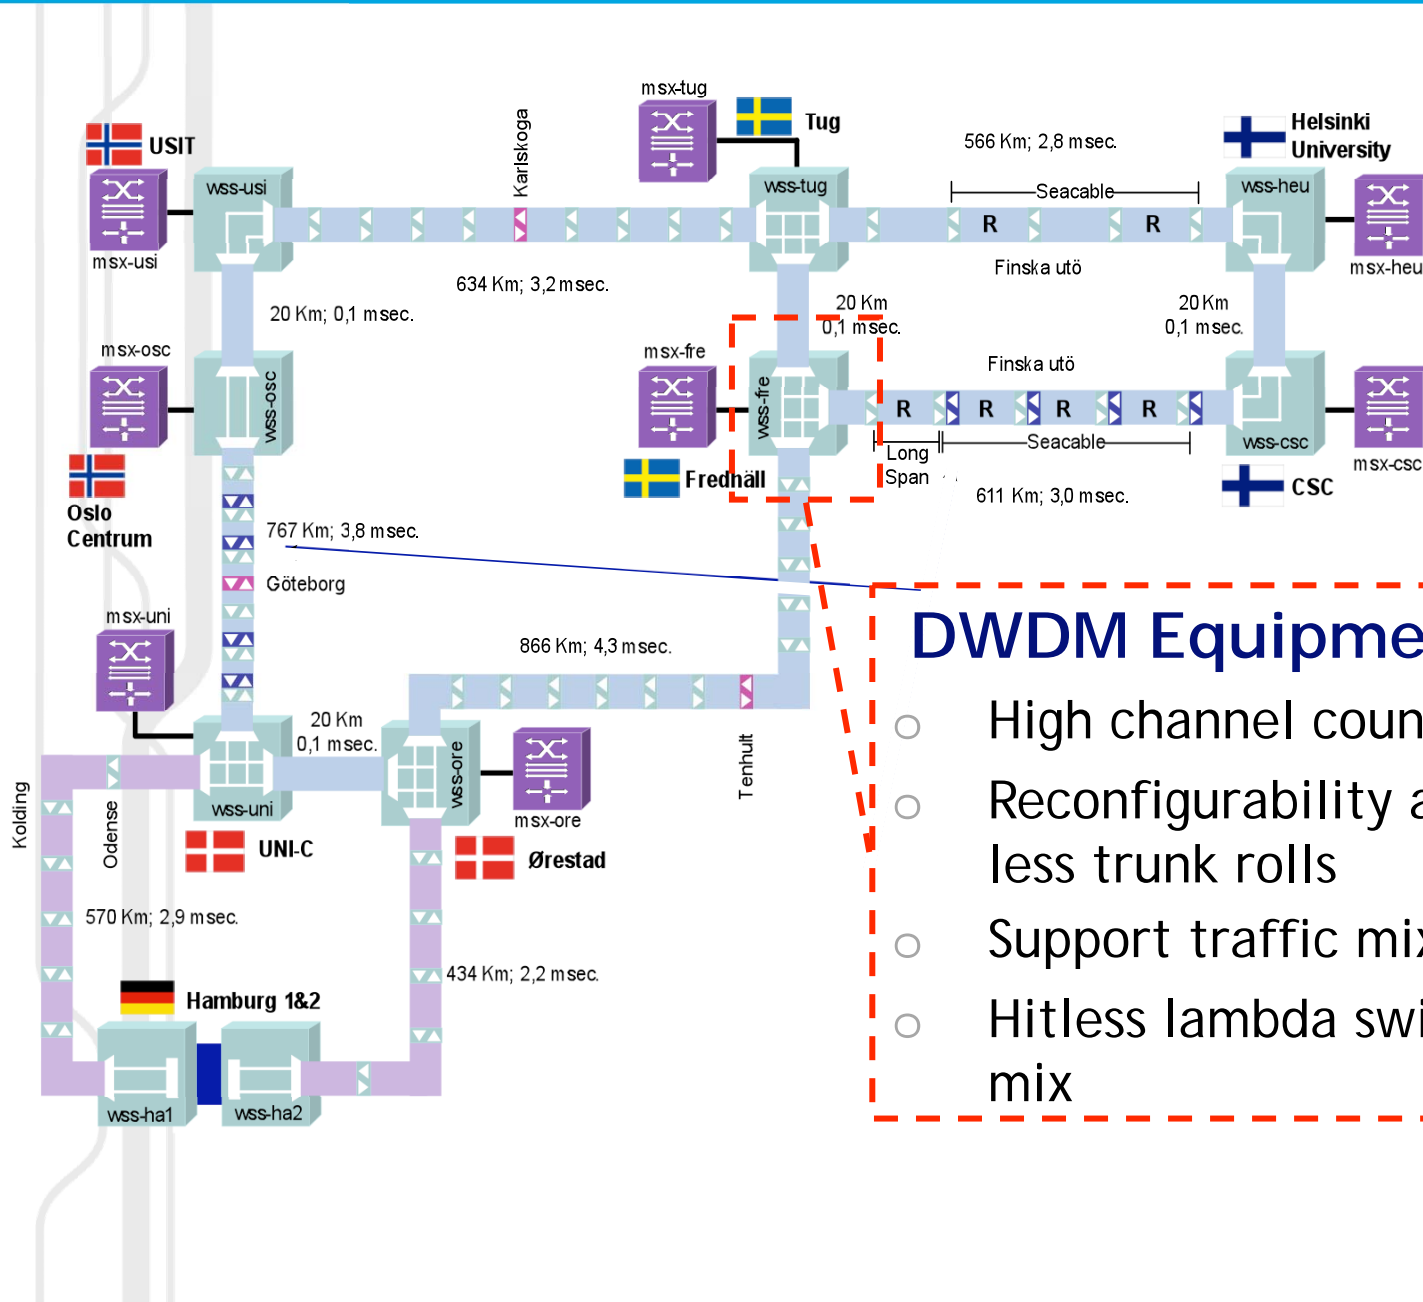 msx-tug
Tug
USIT
Karlskoga
566 Km; 2,8 msec.
Helsinki
University
wss-usi
wss-tug
Seacable
wss-heu
R
R
msx-usi
Finska utö
msx-heu
634 Km; 3,2 msec.
20 Km; 0,1 msec.
20 Km
0,1 msec.
20 Km
0,1 msec.
msx-osc
msx-fre
Finska utö
wss-osc
wss-fre
R
R
R
R
Long
Span
Seacable
wss-csc
msx-csc
Fredhäll
611 Km; 3,0 msec.
CSC
Oslo
Centrum
767 Km; 3,8 msec.
Göteborg
msx-uni
866 Km; 4,3 msec.
DWDM Equipme
High channel coun
Reconfigurability a
less trunk rolls
Support traffic mix
Hitless lambda swi
mix
20 Km
0,1 msec.
wss-ore
Tenhult
Kolding
Odense
wss-uni
msx-ore
UNI-C
Ørestad
570 Km; 2,9 msec.
434 Km; 2,2 msec.
Hamburg 1&2
wss-ha1
wss-ha2